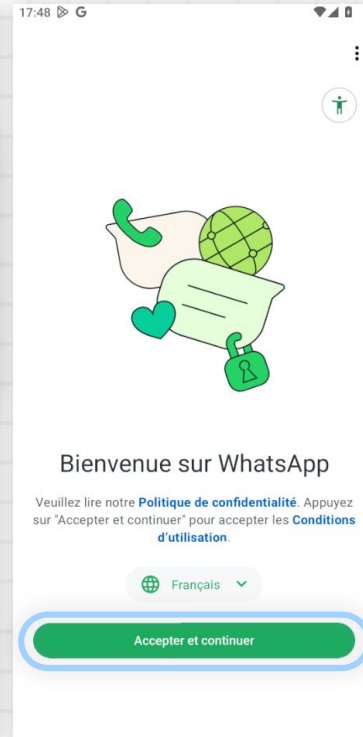 17:48 G
Bienvenue sur WhatsApp
Veuillez lire notre Politique de confidentialité. Appuyez
sur "Accepter et continuer" pour accepter les Conditions
d'utilisation.
Français
Accepter et continuer